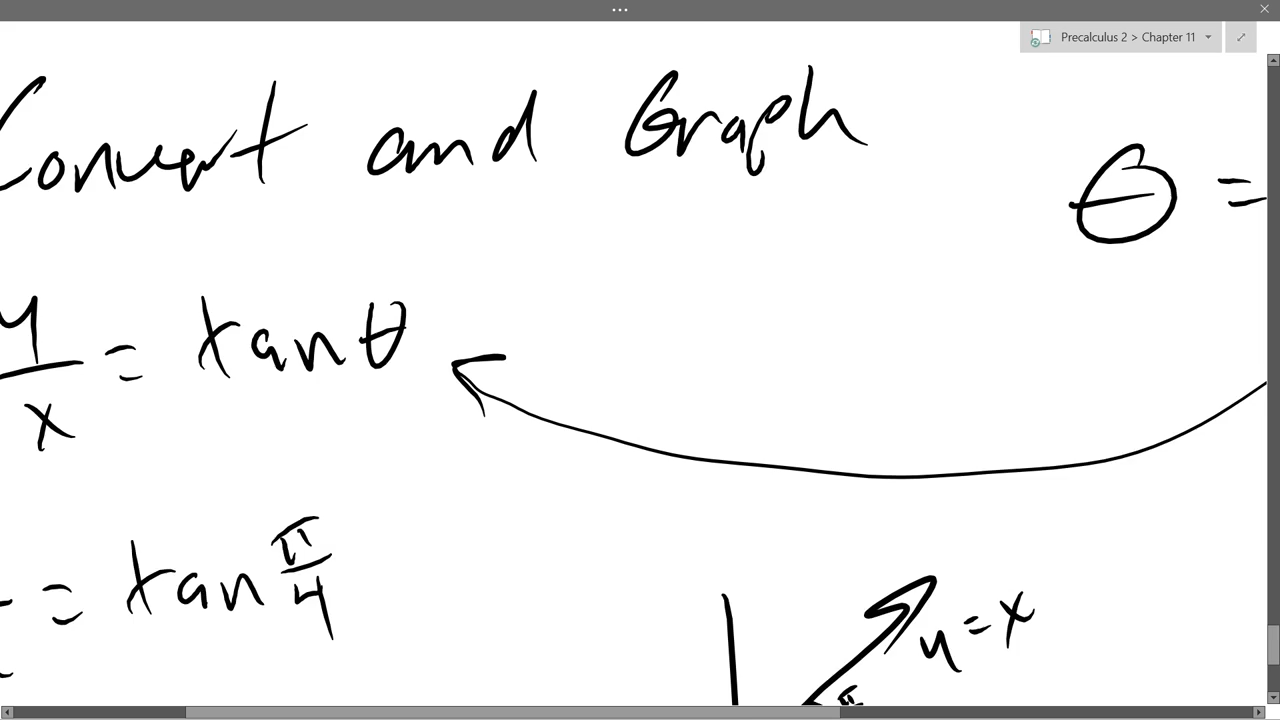 Precalculus 2 > Chapter 11
Convert and Graph
θ =
y/x = tanθ
= tan π/4
y = x
π